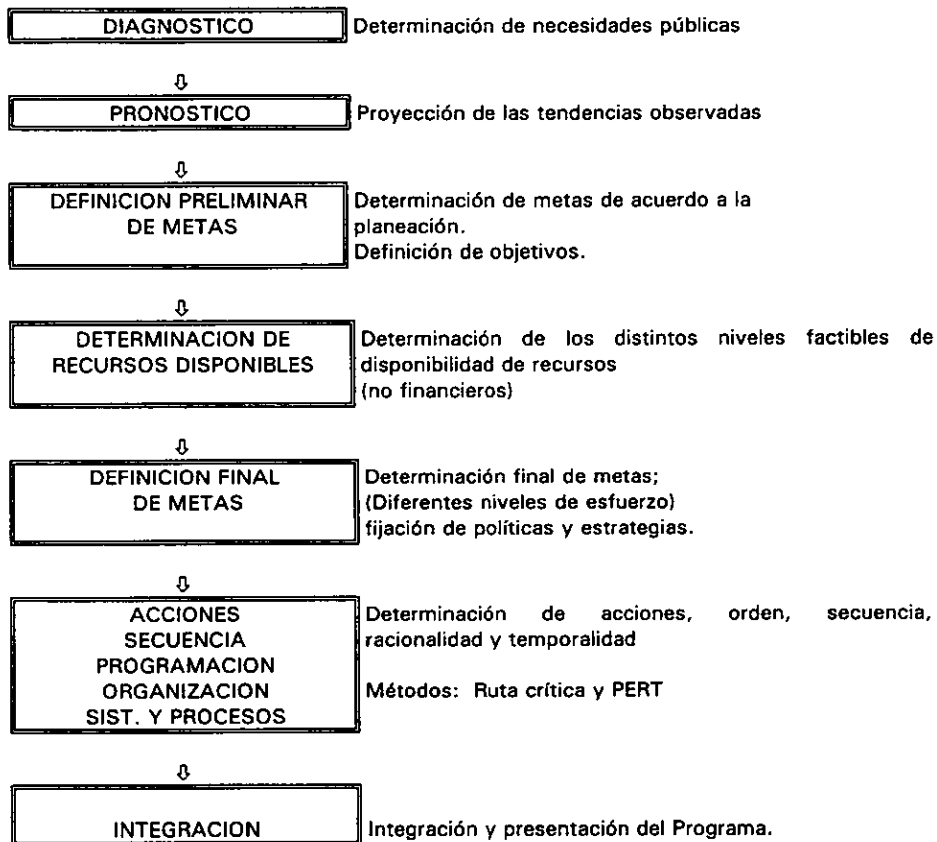 DIAGNOSTICO Determinación de necesidades públicas
⇩
PRONOSTICO Proyección de las tendencias observadas
⇩
DEFINICION PRELIMINAR
DE METAS
Determinación de metas de acuerdo a la
planeación.
Definición de objetivos.
⇩
DETERMINACION DE
RECURSOS DISPONIBLES
Determinación de los distintos niveles factibles de
disponibilidad de recursos
(no financieros)
⇩
DEFINICION FINAL
DE METAS
Determinación final de metas;
(Diferentes niveles de esfuerzo)
fijación de políticas y estrategias.
⇩
ACCIONES
SECUENCIA
PROGRAMACION
ORGANIZACION
SIST. Y PROCESOS
Determinación de acciones, orden, secuencia,
racionalidad y temporalidad
Métodos: Ruta crítica y PERT
⇩
INTEGRACION Integración y presentación del Programa.